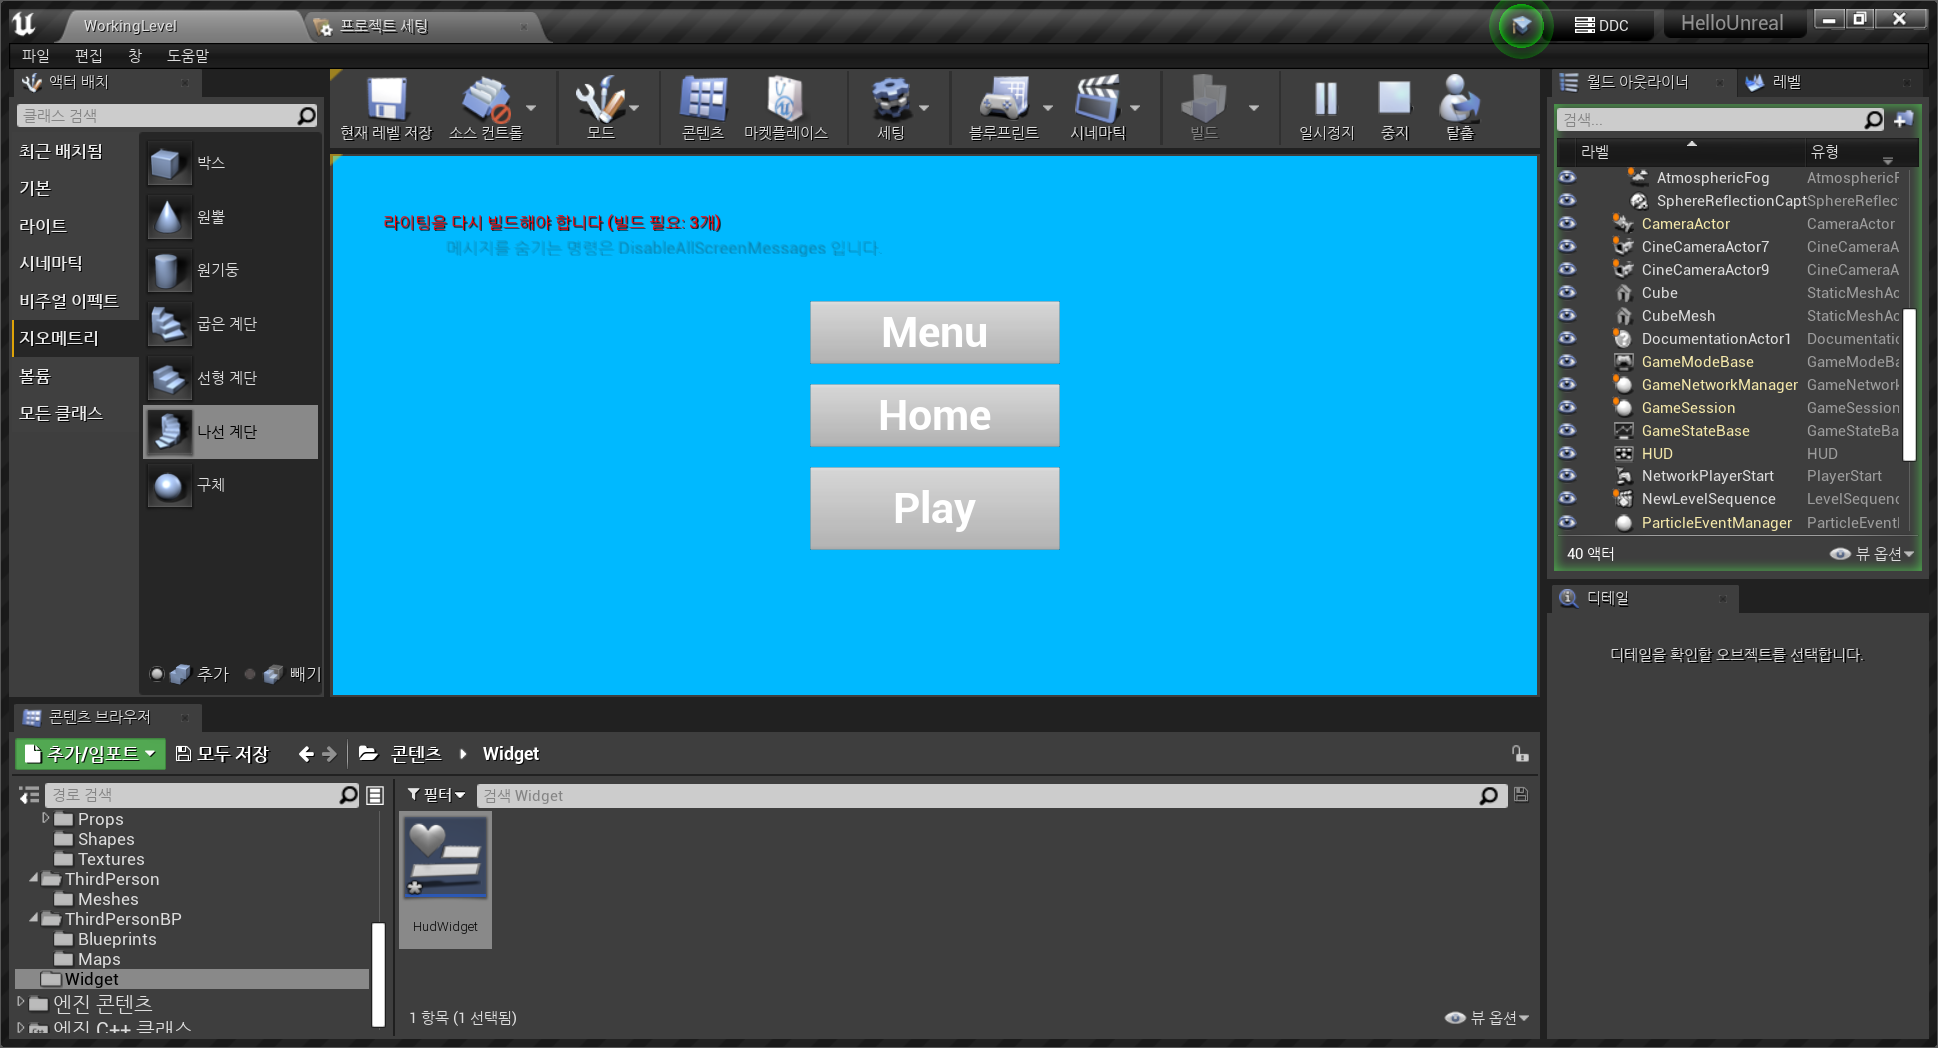 WorkingLevel
프로젝트 세팅
DDC
HelloUnreal
파일 편집 창 도움말
액터 배치
클래스 검색
최근 배치됨
기본
라이트
시네마틱
비주얼 이펙트
지오메트리
볼륨
모든 클래스
박스
원뿔
원기둥
굽은 계단
선형 계단
나선 계단
구체
추가 빼기
현재 레벨 저장 소스 컨트롤 모드 콘텐츠 마켓플레이스 세팅 블루프린트 시네마틱 빌드 일시정지 중지 탈출
라이팅을 다시 빌드해야 합니다 (빌드 필요: 3개)
메시지를 숨기는 명령은 DisableAllScreenMessages 입니다.
Menu
Home
Play
월드 아웃라이너 레벨
검색...
라벨 유형
AtmosphericFog AtmosphericF
SphereReflectionCapt SphereReflec
CameraActor CameraActor
CineCameraActor7 CineCameraA
CineCameraActor9 CineCameraA
Cube StaticMeshAc
CubeMesh StaticMeshAc
DocumentationActor1 Documentatic
GameModeBase GameModeBa
GameNetworkManager GameNetwork
GameSession GameSession
GameStateBase GameStateBa
HUD HUD
NetworkPlayerStart PlayerStart
NewLevelSequence LevelSequenc
ParticleEventManager ParticleEvent
40 액터 뷰 옵션
디테일
디테일을 확인할 오브젝트를 선택합니다.
콘텐츠 브라우저
추가/임포트 모두 저장 콘텐츠 Widget
경로 검색
Props
Shapes
Textures
ThirdPerson
Meshes
ThirdPersonBP
Blueprints
Maps
Widget
엔진 콘텐츠
엔진 C++ 클래스
필터 검색 Widget
HudWidget
1 항목 (1 선택됨) 뷰 옵션